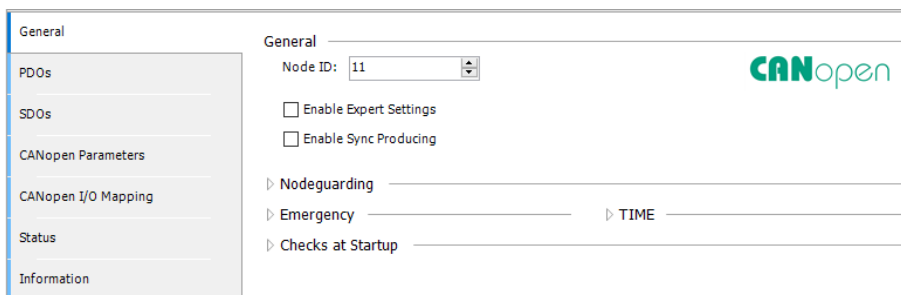 General
PDOs
SDOs
CANopen Parameters
CANopen I/O Mapping
Status
Information
General
Node ID: 11
CANopen
Enable Expert Settings
Enable Sync Producing
Nodeguarding
Emergency
TIME
Checks at Startup